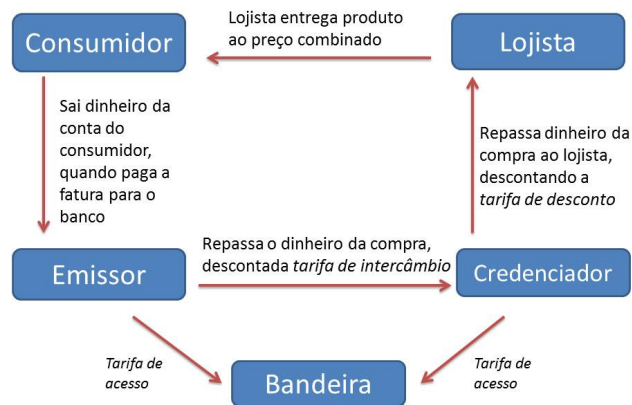 Consumidor
Lojista entrega produto
ao preço combinado
Lojista
Sai dinheiro da
conta do
consumidor,
quando paga a
fatura para o
banco
Repassa dinheiro da
compra ao lojista,
descontando a
tarifa de desconto
Emissor
Repassa o dinheiro da compra,
descontada tarifa de intercâmbio
Credenciador
Tarifa de
acesso
Bandeira
Tarifa de
acesso